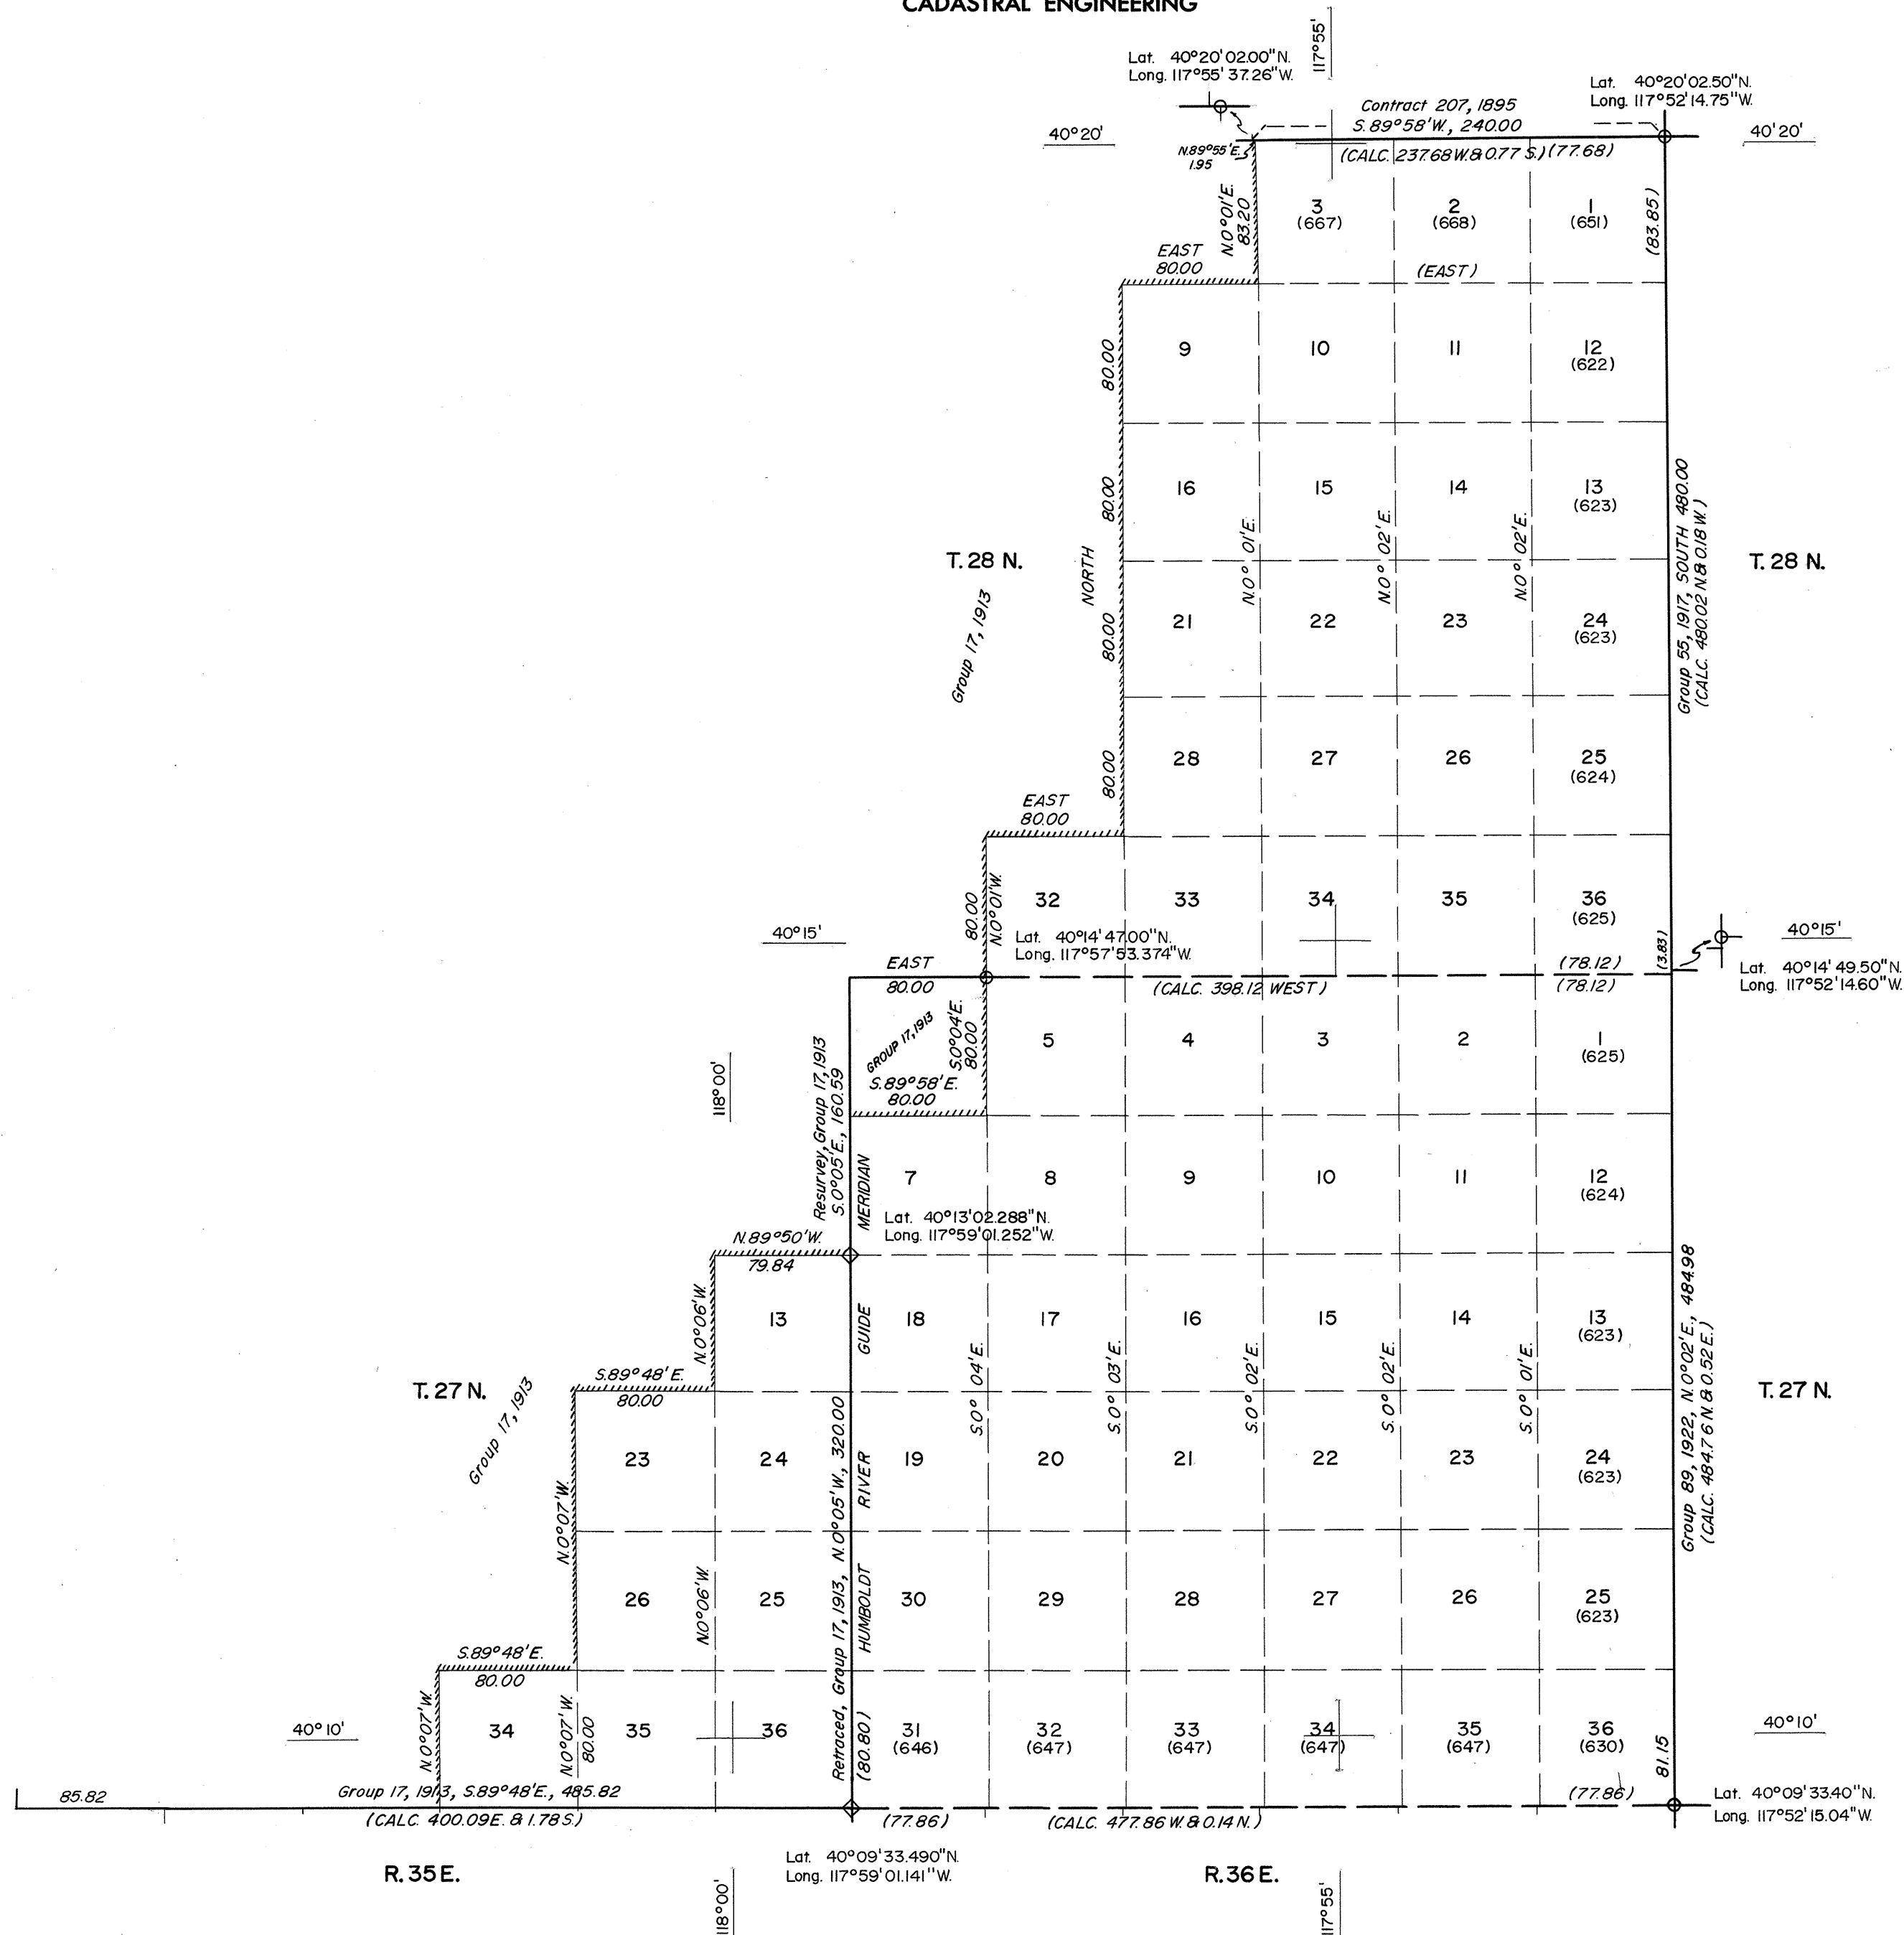 CADASTRAL ENGINEERING
117°55'
Lat. 40°20'02.00"N.
Long. 117°55'37.26"W.
Lat. 40°20'02.50"N.
Long. 117°52'14.75"W.
Contract 207, 1895
S.89°58'W., 240.00
40°20'
40'20'
N.89°55'E.
1.95
(CALC. 237.68 W. & 0.77 S.)
(77.68)
N.0°01'E.
83.20
3
(667)
2
(668)
1
(651)
(83.85)
EAST
80.00
(EAST)
80.00
9
10
11
12
(622)
80.00
16
15
14
13
(623)
N.0° 01'E.
N.0° 02'E.
N.0° 02'E.
Group 55, 1917, SOUTH 480.00
(CALC. 480.02 N. & 0.18 W.)
T. 28 N.
NORTH
T. 28 N.
Group 17, 1913
80.00
21
22
23
24
(623)
80.00
28
27
26
25
(624)
EAST
80.00
80.00
N.0°01'W.
32
33
34
35
36
(625)
(3.83)
40°15'
40°15'
Lat. 40°14'47.00"N.
Long. 117°57'53.374"W.
Lat. 40°14'49.50"N.
Long. 117°52'14.60"W.
EAST
80.00
(78.12)
(CALC. 398.12 WEST)
(78.12)
GROUP 17, 1913
S.0°04'E.
80.00
5
4
3
2
1
(625)
118°00'
Resurvey, Group 17, 1913
S.0°05'E., 160.59
S.89°58'E.
80.00
MERIDIAN
7
8
9
10
11
12
(624)
Lat. 40°13'02.288"N.
Long. 117°59'01.252"W.
N.89°50'W.
79.84
N.0°06'W.
13
GUIDE
18
17
16
15
14
13
(623)
S.0° 04'E.
S.0° 03'E.
S.0° 02'E.
S.0° 02'E.
S.0° 01'E.
Group 89, 1922, N.0°02'E., 484.98
(CALC. 484.76 N. & 0.52 E.)
T. 27 N.
S.89°48'E.
80.00
T. 27 N.
Group 17, 1913
N.0°07'W.
23
24
Retraced, Group 17, 1913, N.0°05'W., 320.00
RIVER
19
20
21
22
23
24
(623)
26
N.0°06'W.
25
HUMBOLDT
30
29
28
27
26
25
(623)
S.89°48'E.
80.00
N.0°07'W.
34
N.0°07'W.
80.00
35
36
(80.80)
31
(646)
32
(647)
33
(647)
34
(647)
35
(647)
36
(630)
81.15
40°10'
40°10'
85.82
Group 17, 1913, S.89°48'E., 485.82
(CALC. 400.09 E. & 1.78 S.)
(77.86)
(CALC. 477.86 W. & 0.14 N.)
(77.86)
Lat. 40°09'33.40"N.
Long. 117°52'15.04"W.
Lat. 40°09'33.490"N.
Long. 117°59'01.141"W.
R. 35 E.
R. 36 E.
118°00'
117°55'